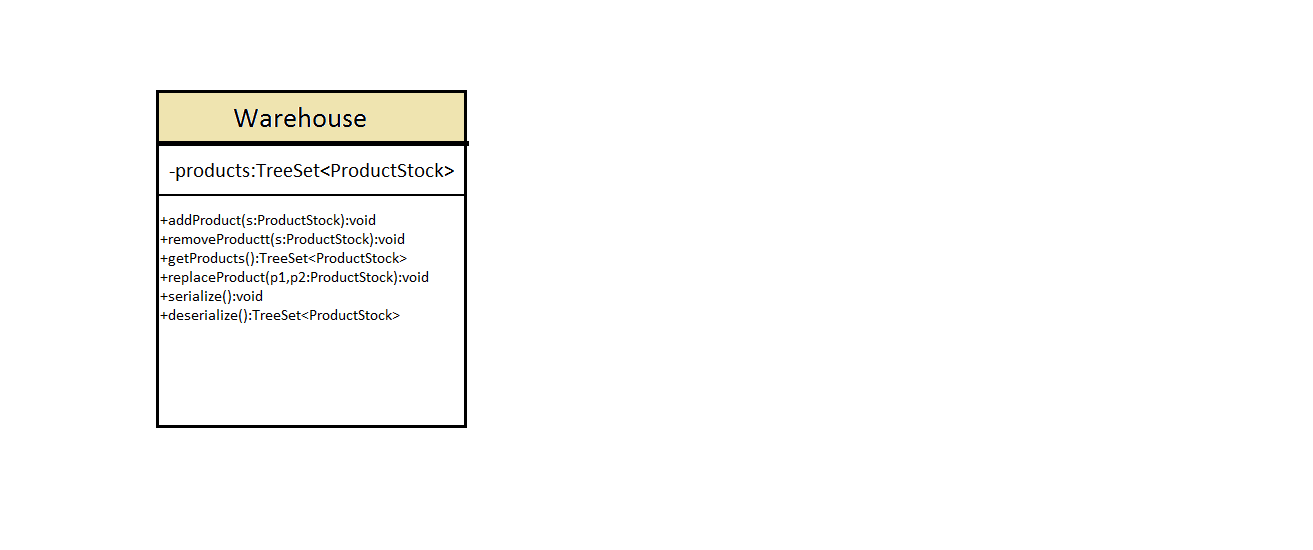 Warehouse
-products:TreeSet<ProductStock>
+addProduct(s:ProductStock):void
+removeProductt(s:ProductStock):void
+getProducts():TreeSet<ProductStock>
+replaceProduct(p1,p2:ProductStock):void
+serialize():void
+deserialize():TreeSet<ProductStock>